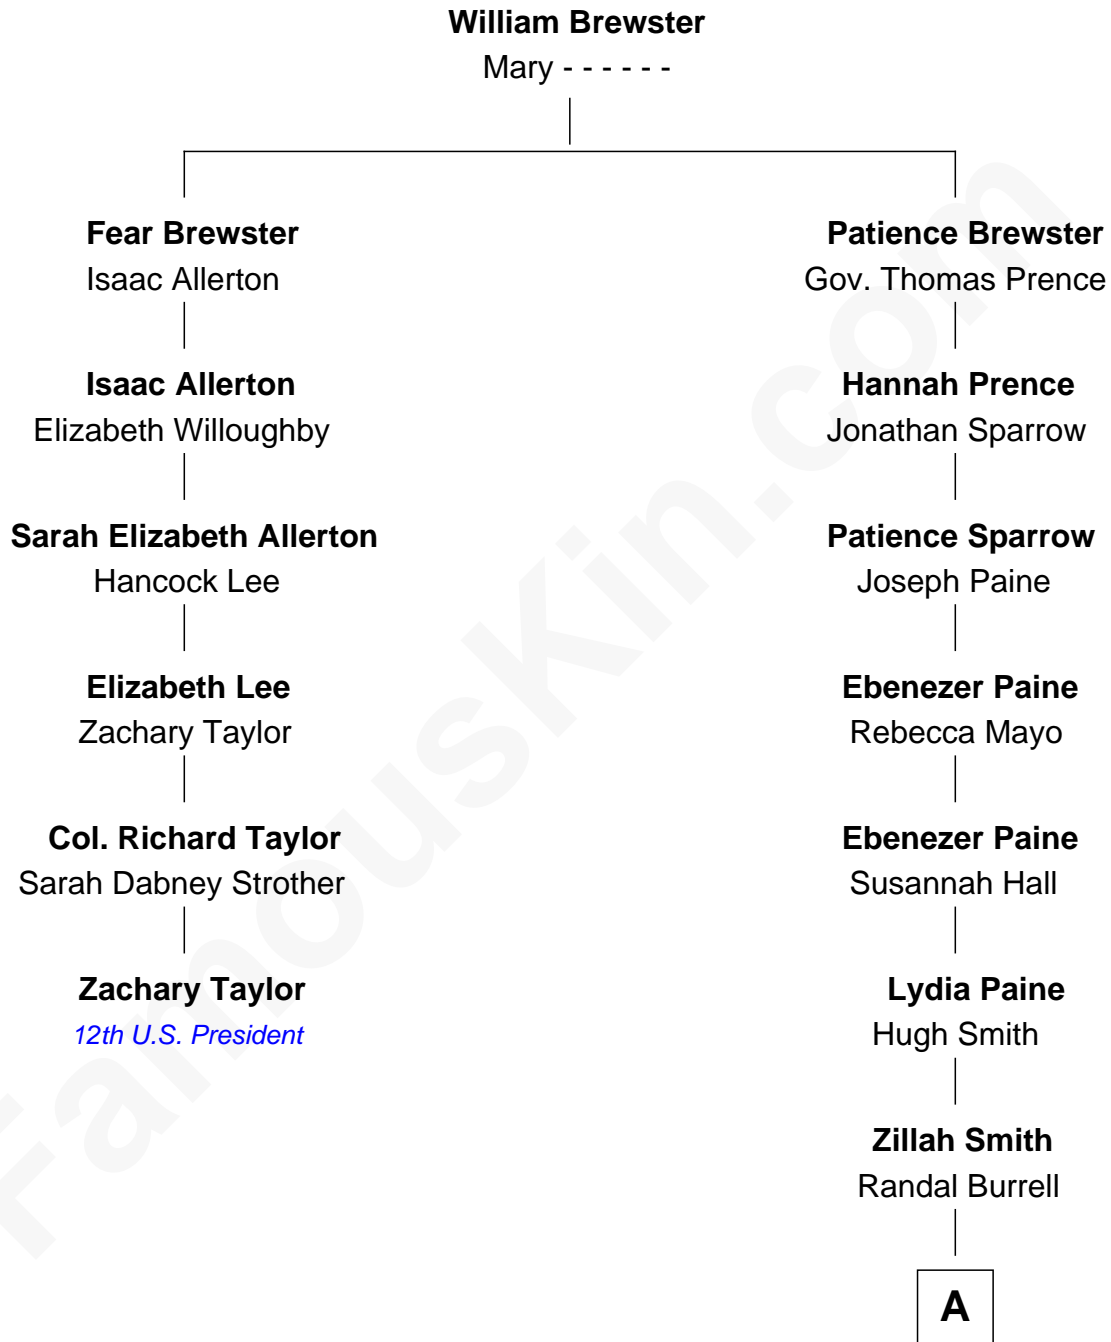 William Brewster
Mary - - - - - -
Fear Brewster
Isaac Allerton
Patience Brewster
Gov. Thomas Prence
Isaac Allerton
Elizabeth Willoughby
Hannah Prence
Jonathan Sparrow
Sarah Elizabeth Allerton
Hancock Lee
Patience Sparrow
Joseph Paine
Elizabeth Lee
Zachary Taylor
Ebenezer Paine
Rebecca Mayo
Col. Richard Taylor
Sarah Dabney Strother
Ebenezer Paine
Susannah Hall
Zachary Taylor
12th U.S. President
Lydia Paine
Hugh Smith
Zillah Smith
Randal Burrell
A
FamousKin.com